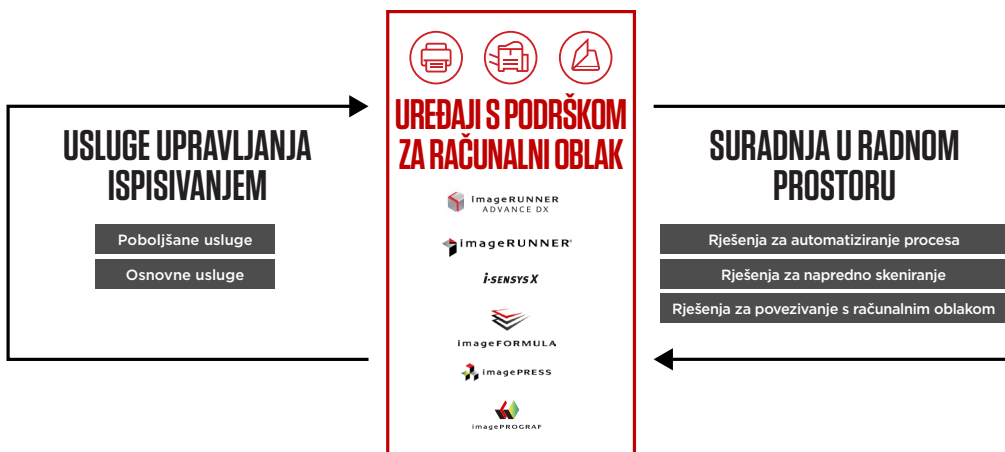 USLUGE UPRAVLJANJA
ISPISIVANJEM
Poboljšane usluge
Osnovne usluge
UREĐAJI S PODRŠKOM
ZA RAČUNALNI OBLAK
imageRUNNER
ADVANCE DX
imageRUNNER®
i-SENSYS X
imageFORMULA
imagePRESS
imagePROGRAF
SURADNJA U RADNOM
PROSTORU
Rješenja za automatiziranje procesa
Rješenja za napredno skeniranje
Rješenja za povezivanje s računalnim oblakom